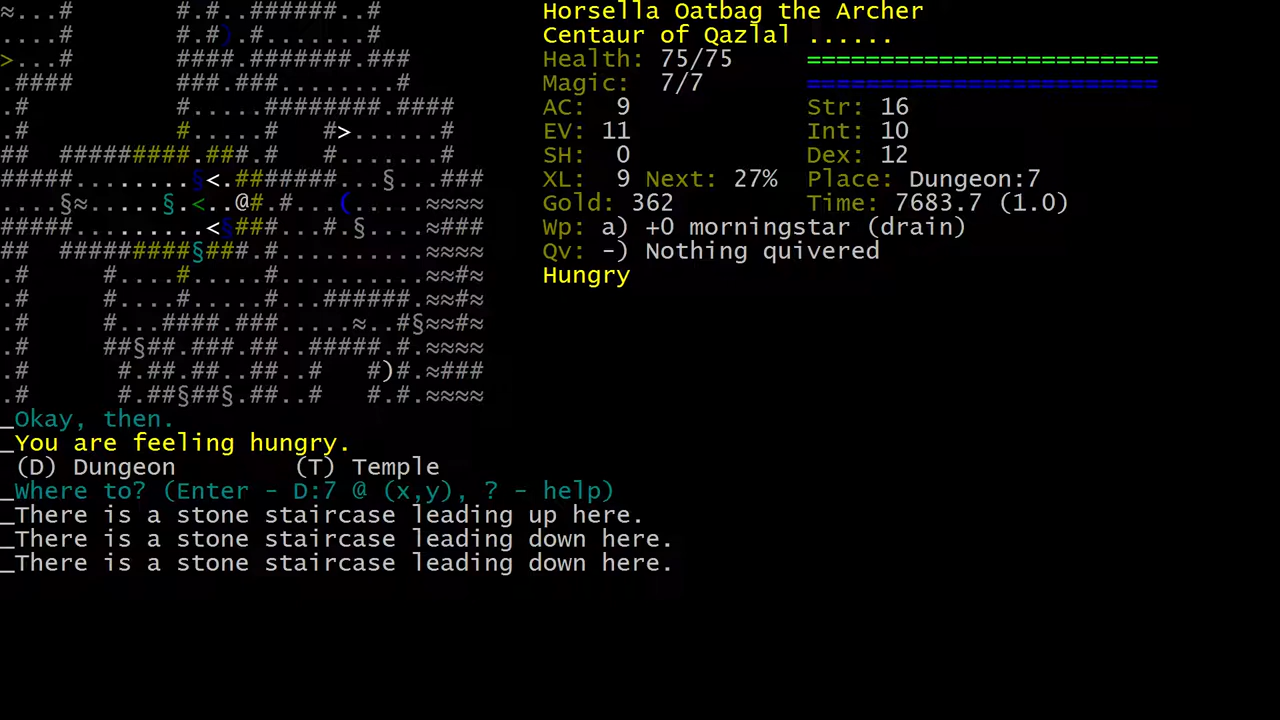 ≈...#       #.#..######..#
....#       #.#).#.......#
>...#       ####.#######.###
.####       ###.###........#
.#          #.....########.####
.#          #.....#   #>......#
##  #########.###.#   #.......#
#####........§<.#########...§...###
....§≈.....§.<..@#.#...(.....≈≈≈≈
#####.........<§###...#.§....≈###
##  #########§##.#..........≈≈≈≈
.#     #....#.....#.........≈≈#≈
.#     #....#.....#...######.≈≈#≈
.#     #...####.###.....≈..#§≈≈#≈
.#     ##§##.###.##..#####.#.≈≈≈≈
.#      #.##.##..##..#   #)#.≈###
.#      #.##§##§.##..#   #.#.≈≈≈≈
Horsella Oatbag the Archer
Centaur of Qazlal ......
Health: 75/75 ========================
Magic: 7/7 ========================
AC: 9 Str: 16
EV: 11 Int: 10
SH: 0 Dex: 12
XL: 9 Next: 27% Place: Dungeon:7
Gold: 362 Time: 7683.7 (1.0)
Wp: a) +0 morningstar (drain)
Qv: -) Nothing quivered
Hungry
_Okay, then.
_You are feeling hungry.
(D) Dungeon (T) Temple
_Where to? (Enter - D:7 @ (x,y), ? - help)
_There is a stone staircase leading up here.
_There is a stone staircase leading down here.
_There is a stone staircase leading down here.